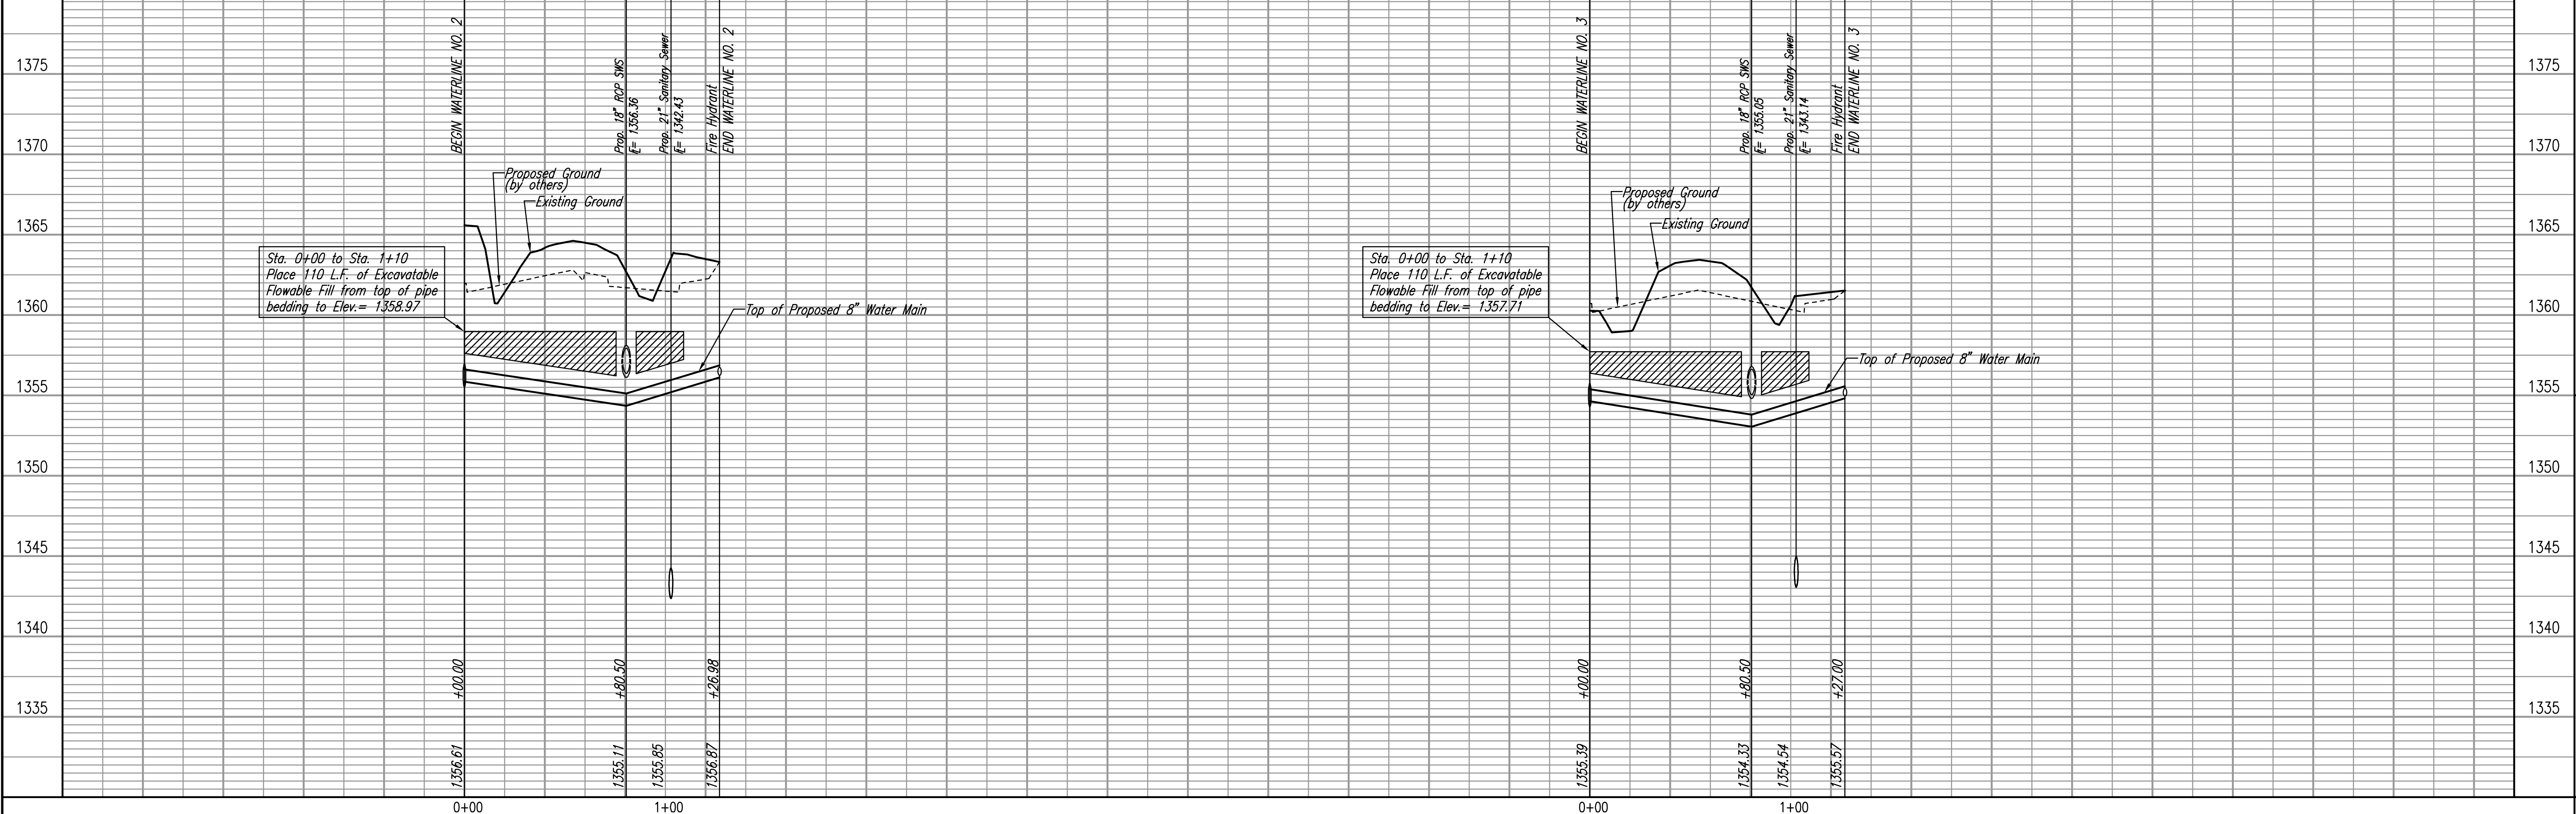 1375
1370
1365
1360
1355
1350
1345
1340
1335
BEGIN WATERLINE NO. 2
Prop. 18" RCP SWS
℄= 1356.36
Prop. 21" Sanitary Sewer
℄= 1342.43
Fire Hydrant
END WATERLINE NO. 2
Proposed Ground
(by others)
Existing Ground
Sta. 0+00 to Sta. 1+10
Place 110 L.F. of Excavatable
Flowable Fill from top of pipe
bedding to Elev.= 1358.97
Top of Proposed 8" Water Main
+00.00
+80.50
+26.98
1356.61
1355.11
1355.85
1356.87
0+00
1+00
BEGIN WATERLINE NO. 3
Prop. 18" RCP SWS
℄= 1355.05
Prop. 21" Sanitary Sewer
℄= 1343.14
Fire Hydrant
END WATERLINE NO. 3
Proposed Ground
(by others)
Existing Ground
Sta. 0+00 to Sta. 1+10
Place 110 L.F. of Excavatable
Flowable Fill from top of pipe
bedding to Elev.= 1357.71
Top of Proposed 8" Water Main
+00.00
+80.50
+27.00
1355.39
1354.33
1354.54
1355.57
0+00
1+00
1375
1370
1365
1360
1355
1350
1345
1340
1335